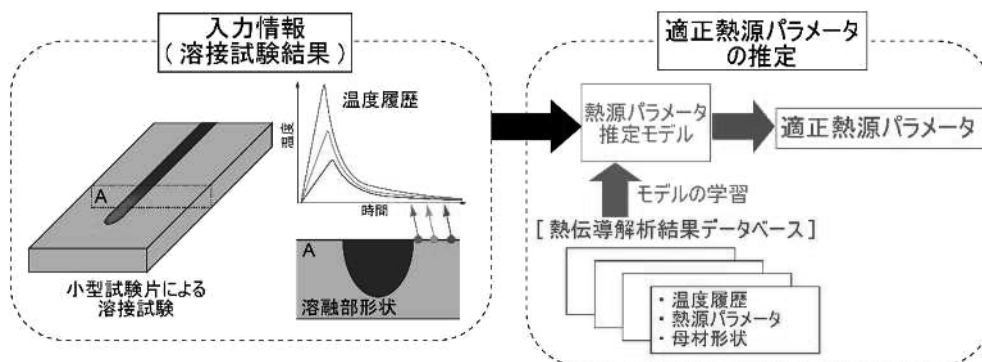 入力情報
(溶接試験結果)
温度履歴
温度
時間
A
小型試験片による
溶接試験
A
溶融部形状
適正熱源パラメータ
の推定
熱源パラメータ
推定モデル
適正熱源パラメータ
モデルの学習
[熱伝導解析結果データベース]
・温度履歴
・熱源パラメータ
・母材形状